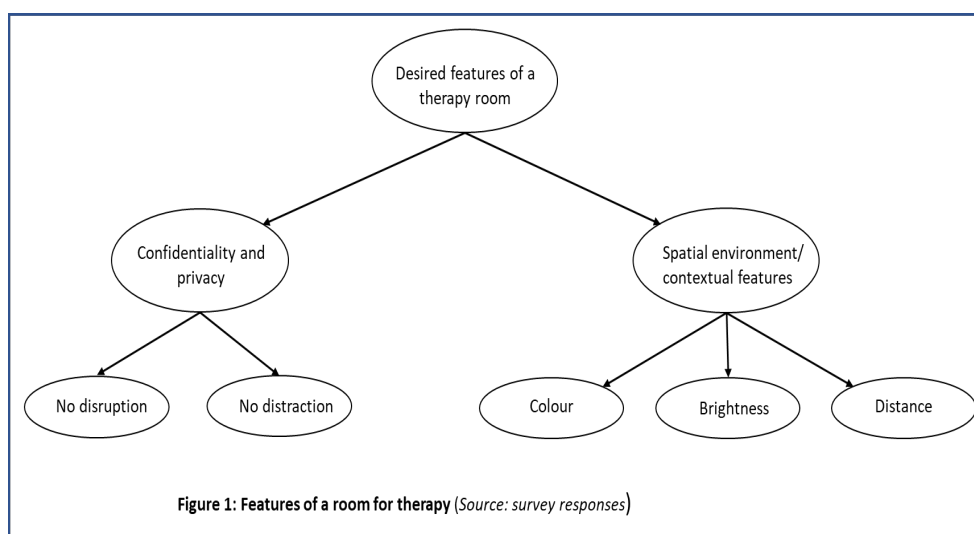 Desired features of a
therapy room
Confidentiality and
privacy
Spatial environment/
contextual features
No disruption
No distraction
Colour
Brightness
Distance
Figure 1: Features of a room for therapy (Source: survey responses)